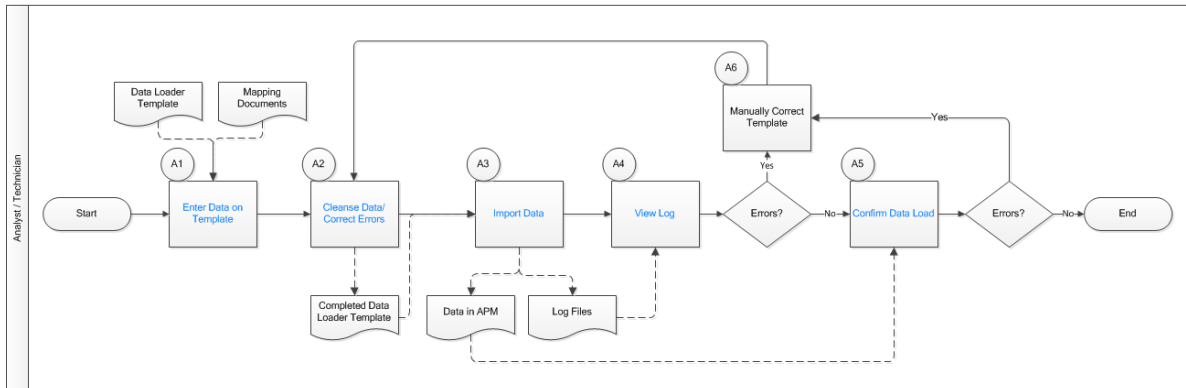 Analyst / Technician
Start
Data Loader
Template
Mapping
Documents
A1
Enter Data on
Template
A2
Cleanse Data/
Correct Errors
Completed Data
Loader Template
A3
Import Data
Data in APM
Log Files
A4
View Log
Errors?
Yes
No
A6
Manually Correct
Template
A5
Confirm Data Load
Errors?
Yes
No
End